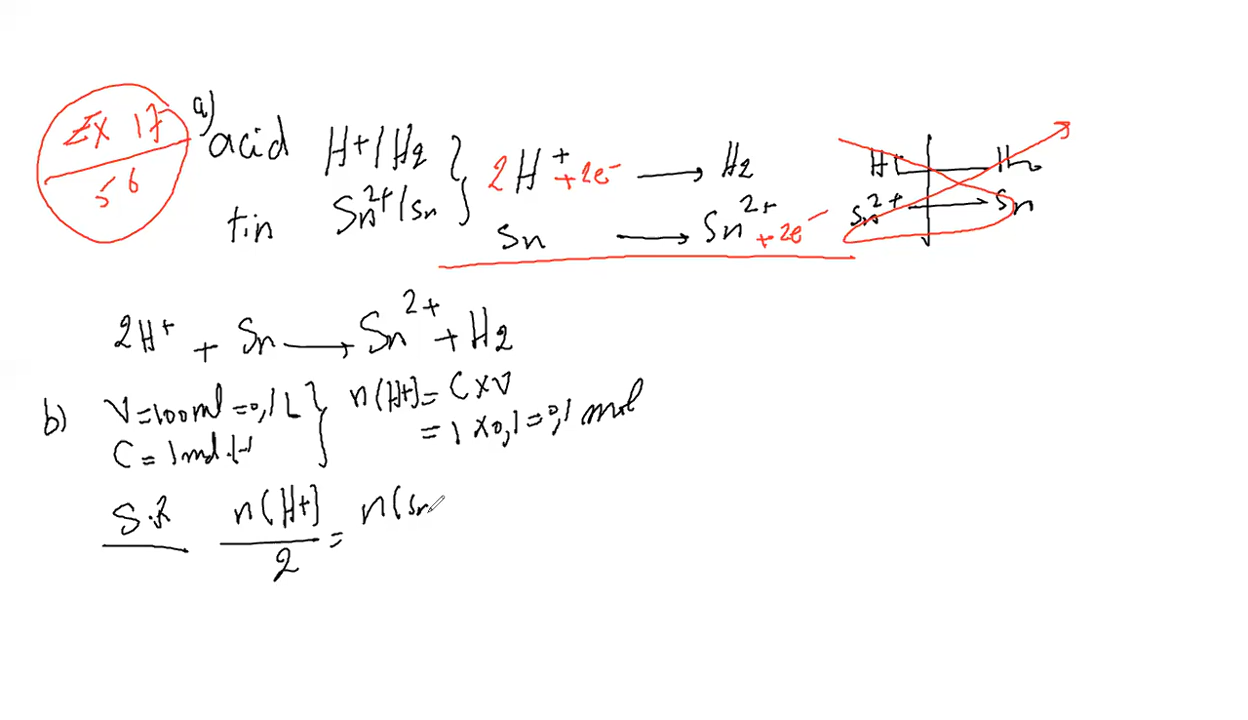 Ex 17
56
a)
acid H+/H2 } 2H+ +2e- → H2
tin Sn2+/Sn Sn → Sn2+ +2e-
H+ H2
Sn2+ Sn
2H+ + Sn → Sn2+ + H2
b) V=100ml=0,1L } n(H+)= C×V
C=1mol.l-1 = 1×0,1=0,1 mol
S.R n(H+)/2 = n(Sn